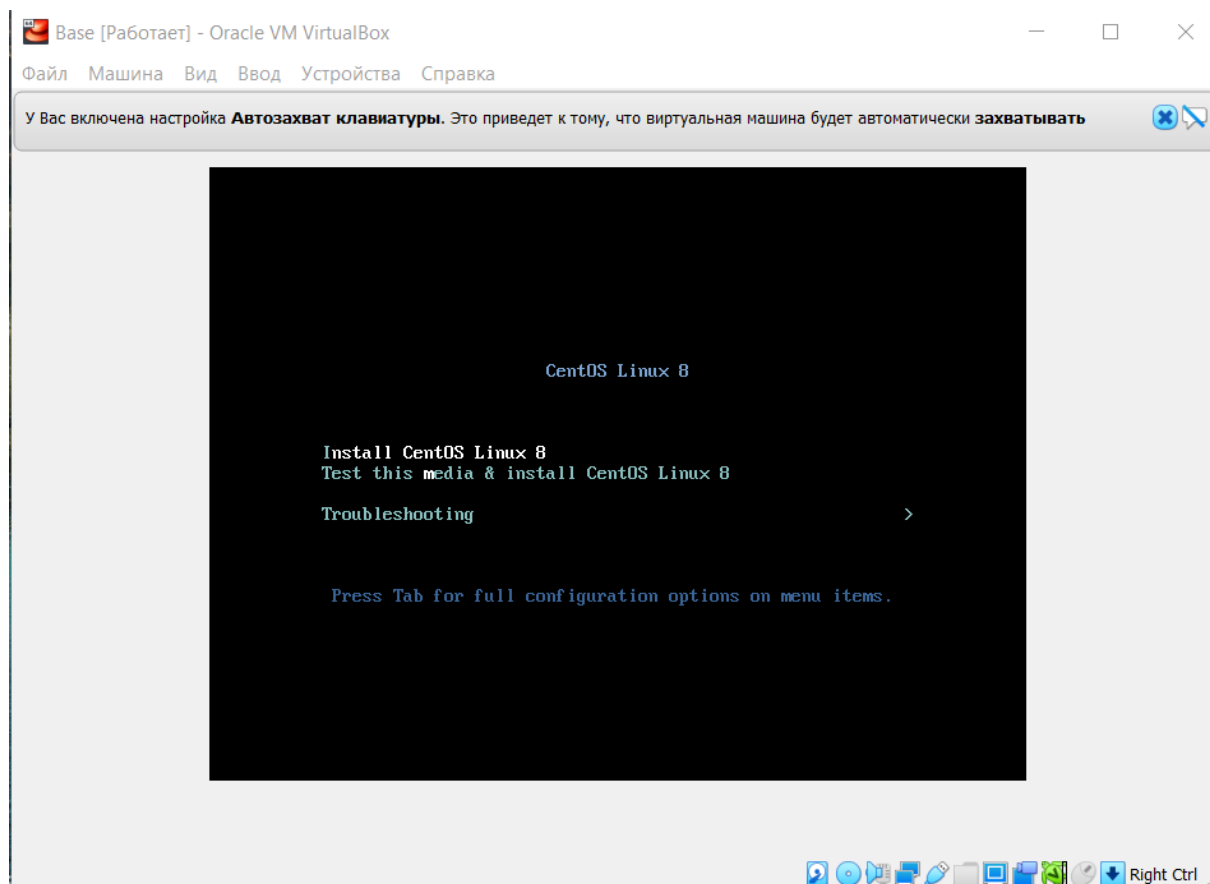 Base [Работает] - Oracle VM VirtualBox
Файл Машина Вид Ввод Устройства Справка
У Вас включена настройка Автозахват клавиатуры. Это приведет к тому, что виртуальная машина будет автоматически захватывать
CentOS Linux 8
Install CentOS Linux 8
Test this media & install CentOS Linux 8
Troubleshooting >
Press Tab for full configuration options on menu items.
Right Ctrl